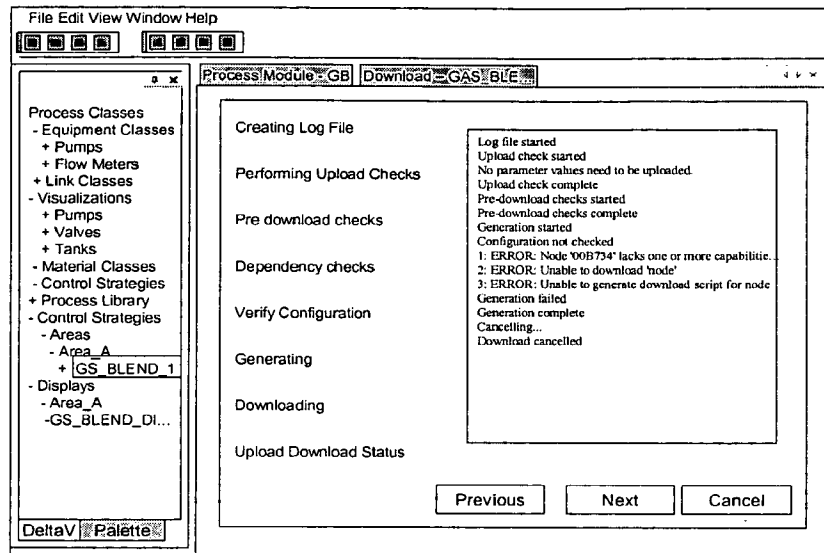 File Edit View Window Help
Process Module - GB
Download - GAS_BLE
Process Classes
- Equipment Classes
+ Pumps
+ Flow Meters
+ Link Classes
- Visualizations
+ Pumps
+ Valves
+ Tanks
- Material Classes
- Control Strategies
+ Process Library
- Control Strategies
- Areas
- Area_A
+ GS_BLEND_1
- Displays
- Area_A
-GS_BLEND_DI...
DeltaV
Palette
Creating Log File
Performing Upload Checks
Pre download checks
Dependency checks
Verify Configuration
Generating
Downloading
Upload Download Status
Log file started
Upload check started
No parameter values need to be uploaded.
Upload check complete
Pre-download checks started
Pre-download checks complete
Generation started
Configuration not checked
1: ERROR: Node '00B734' lacks one or more capabilitie...
2: ERROR: Unable to download 'node'
3: ERROR: Unable to generate download script for node
Generation failed
Generation complete
Cancelling...
Download cancelled
Previous
Next
Cancel